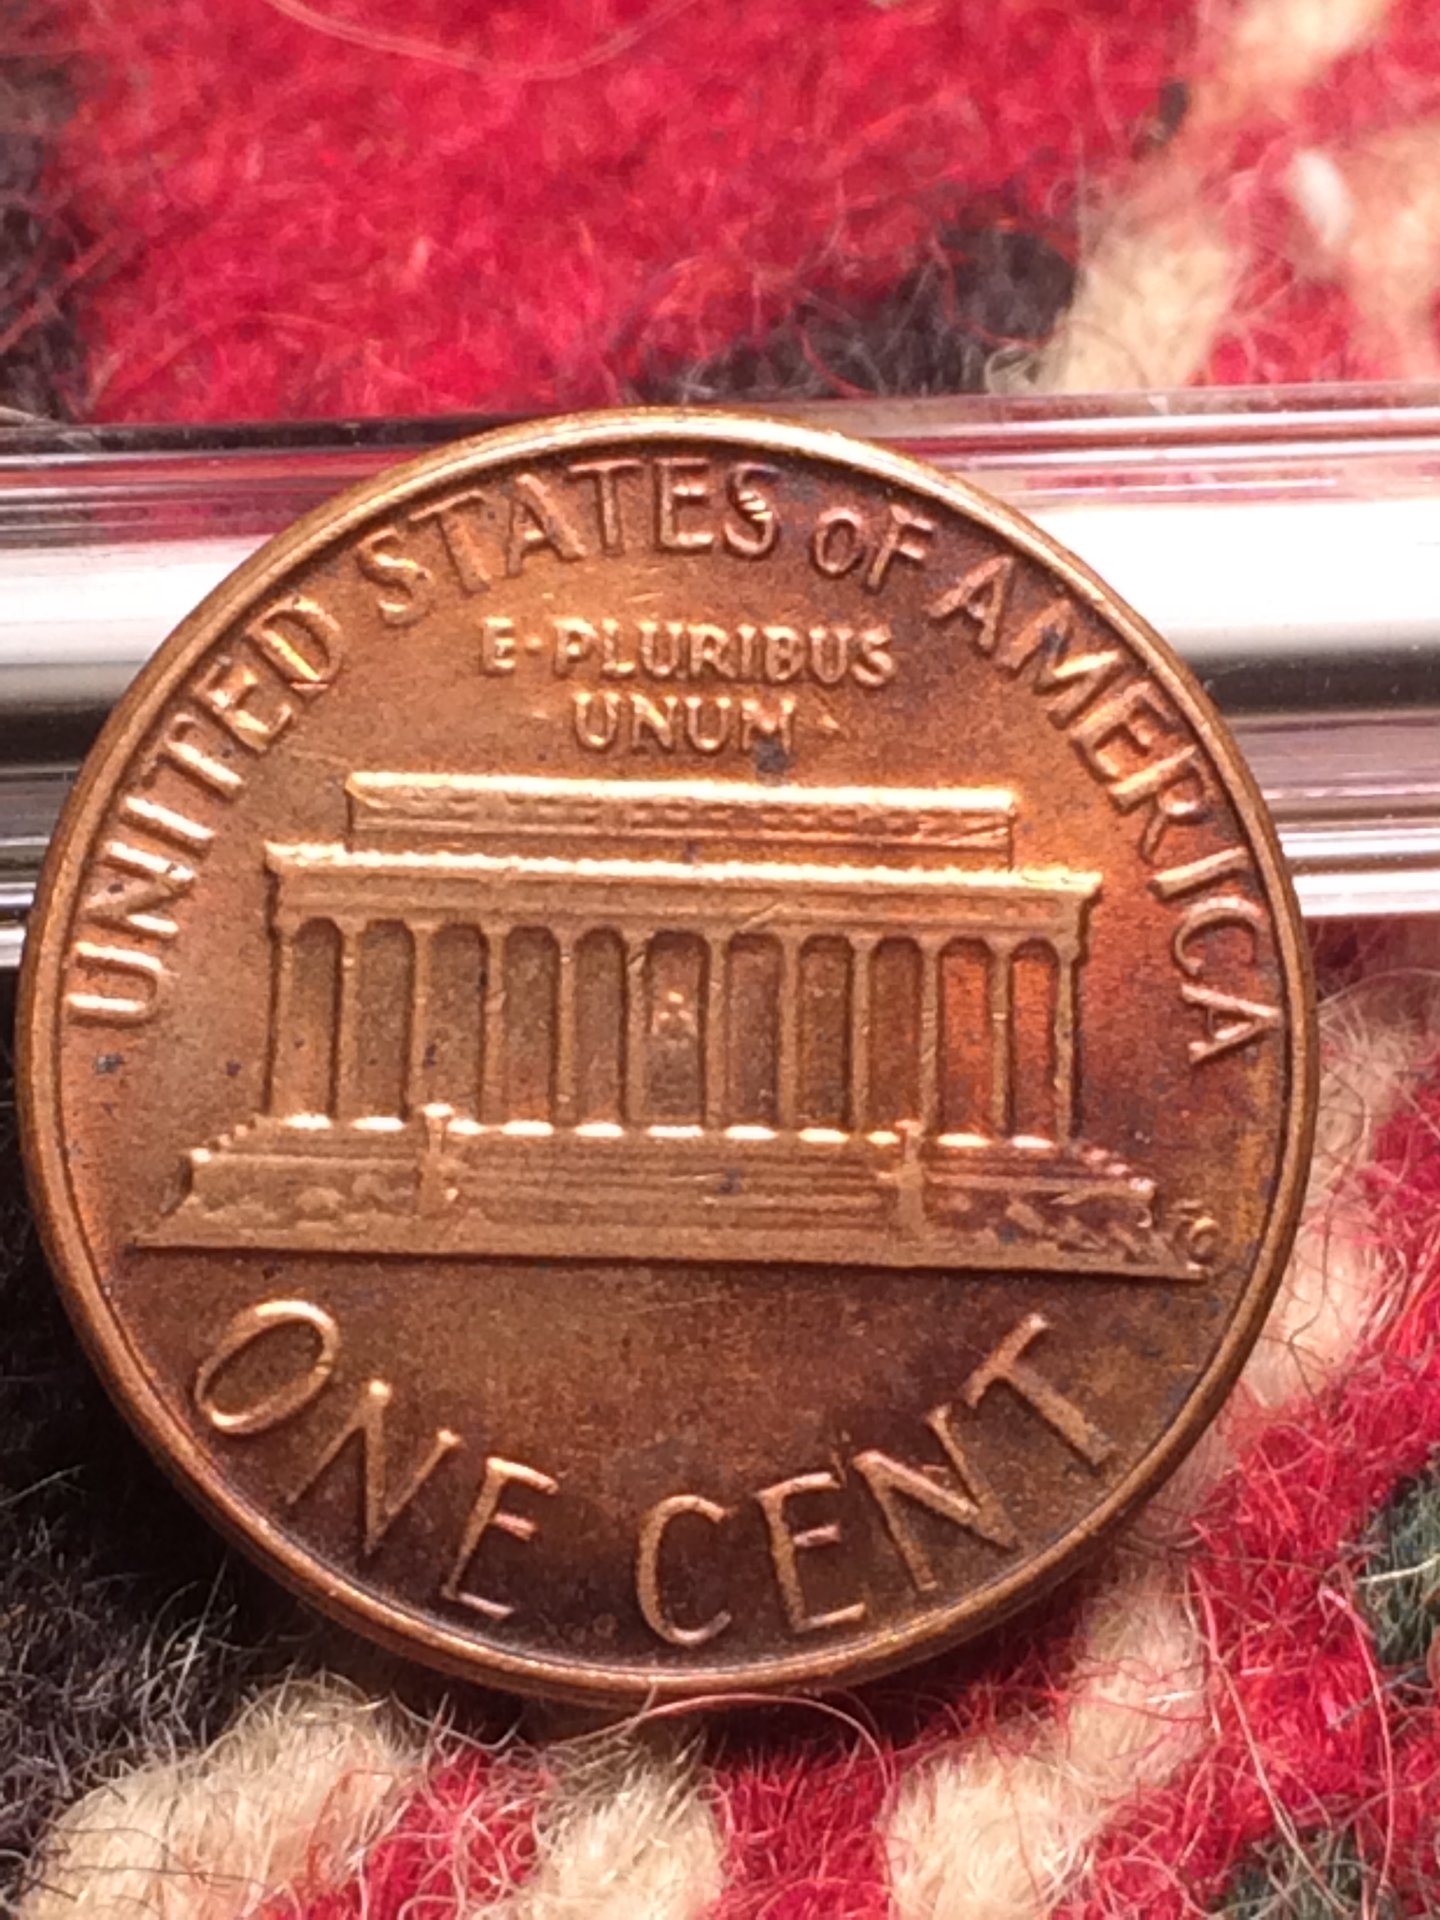 UNITED STATES OF AMERICA
E·PLURIBUS
UNUM
ONE CENT